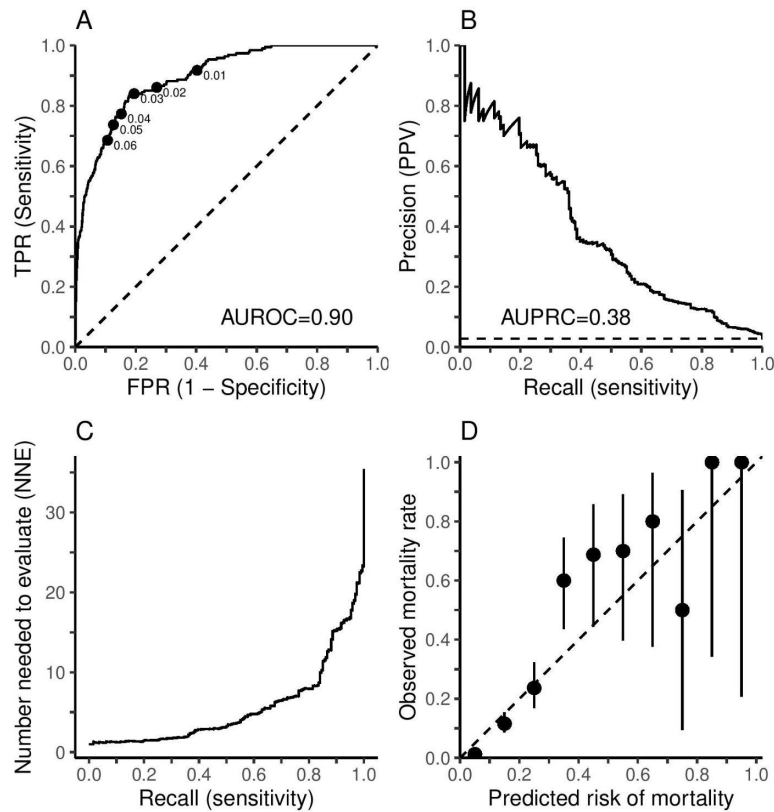 A
TPR (Sensitivity)
1.0
0.8
0.6
0.4
0.2
0.0
0.01
0.02
0.03
0.04
0.05
0.06
AUROC=0.90
0.0 0.2 0.4 0.6 0.8 1.0
FPR (1 − Specificity)
B
Precision (PPV)
1.0
0.8
0.6
0.4
0.2
0.0
AUPRC=0.38
0.0 0.2 0.4 0.6 0.8 1.0
Recall (sensitivity)
C
Number needed to evaluate (NNE)
30
20
10
0
0.0 0.2 0.4 0.6 0.8 1.0
Recall (sensitivity)
D
Observed mortality rate
1.0
0.8
0.6
0.4
0.2
0.0
0.0 0.2 0.4 0.6 0.8 1.0
Predicted risk of mortality